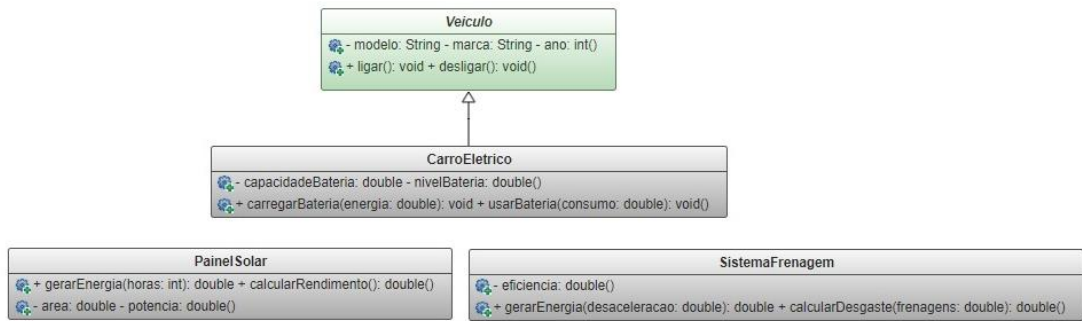 Veiculo
- modelo: String - marca: String - ano: int()
+ ligar(): void + desligar(): void()
CarroEletrico
- capacidadeBateria: double - nivelBateria: double()
+ carregarBateria(energia: double): void + usarBateria(consumo: double): void()
PainelSolar
+ gerarEnergia(horas: int): double + calcularRendimento(): double()
- area: double - potencia: double()
SistemaFrenagem
- eficiencia: double()
+ gerarEnergia(desaceleracao: double): double + calcularDesgaste(frenagens: double): double()